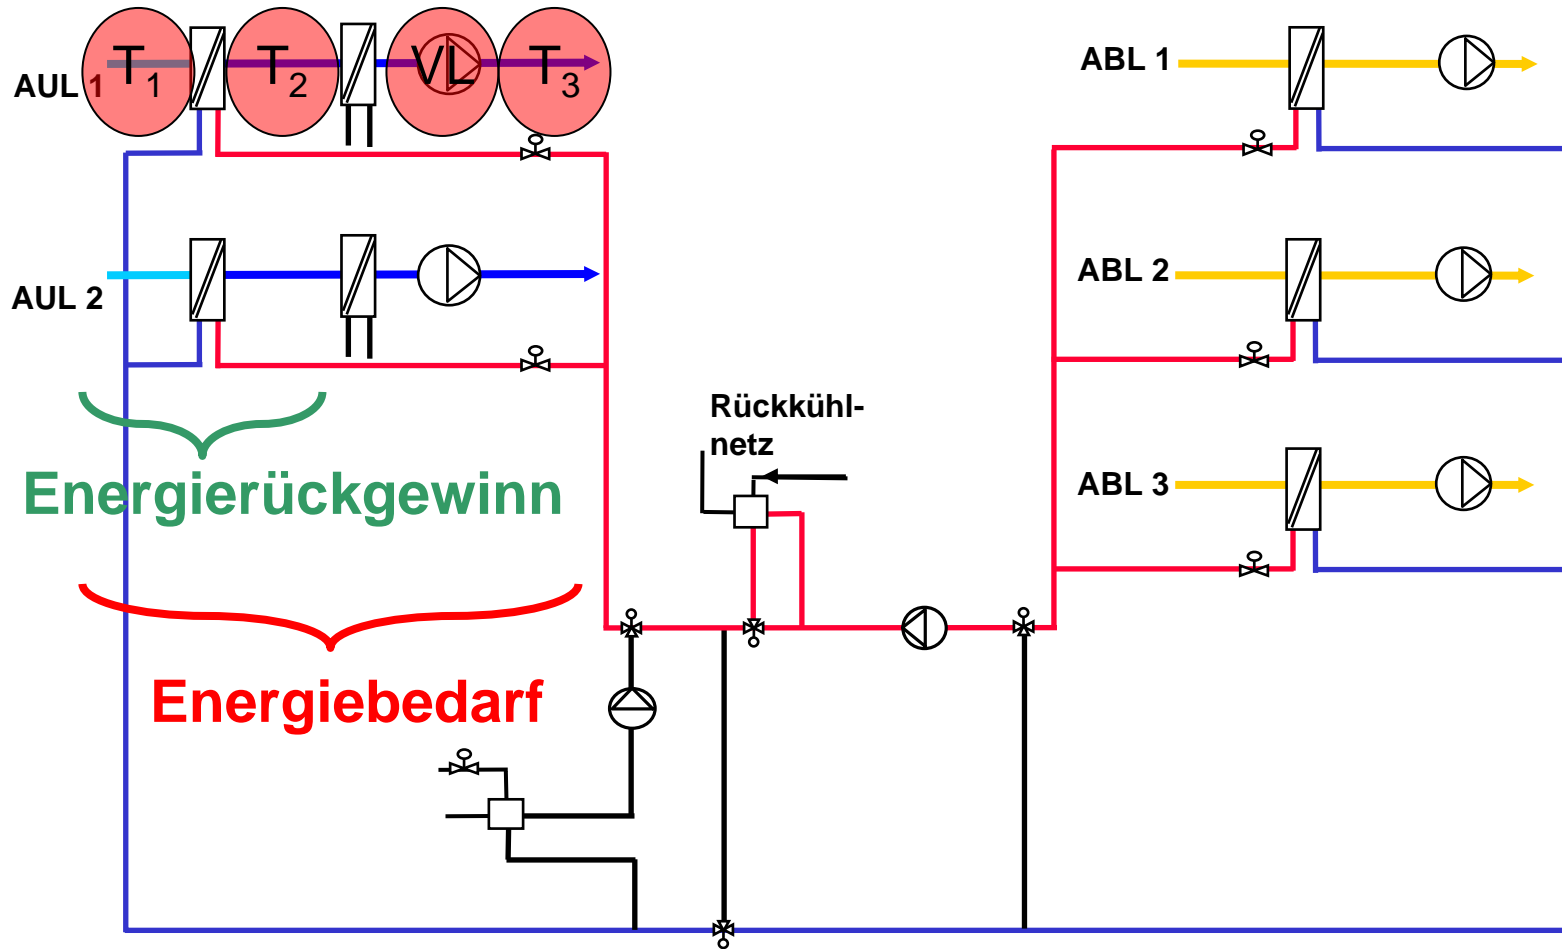 AUL 1
T1
T2
VL
T3
ABL 1
AUL 2
ABL 2
Energierückgewinn
Rückkühl-
netz
ABL 3
Energiebedarf